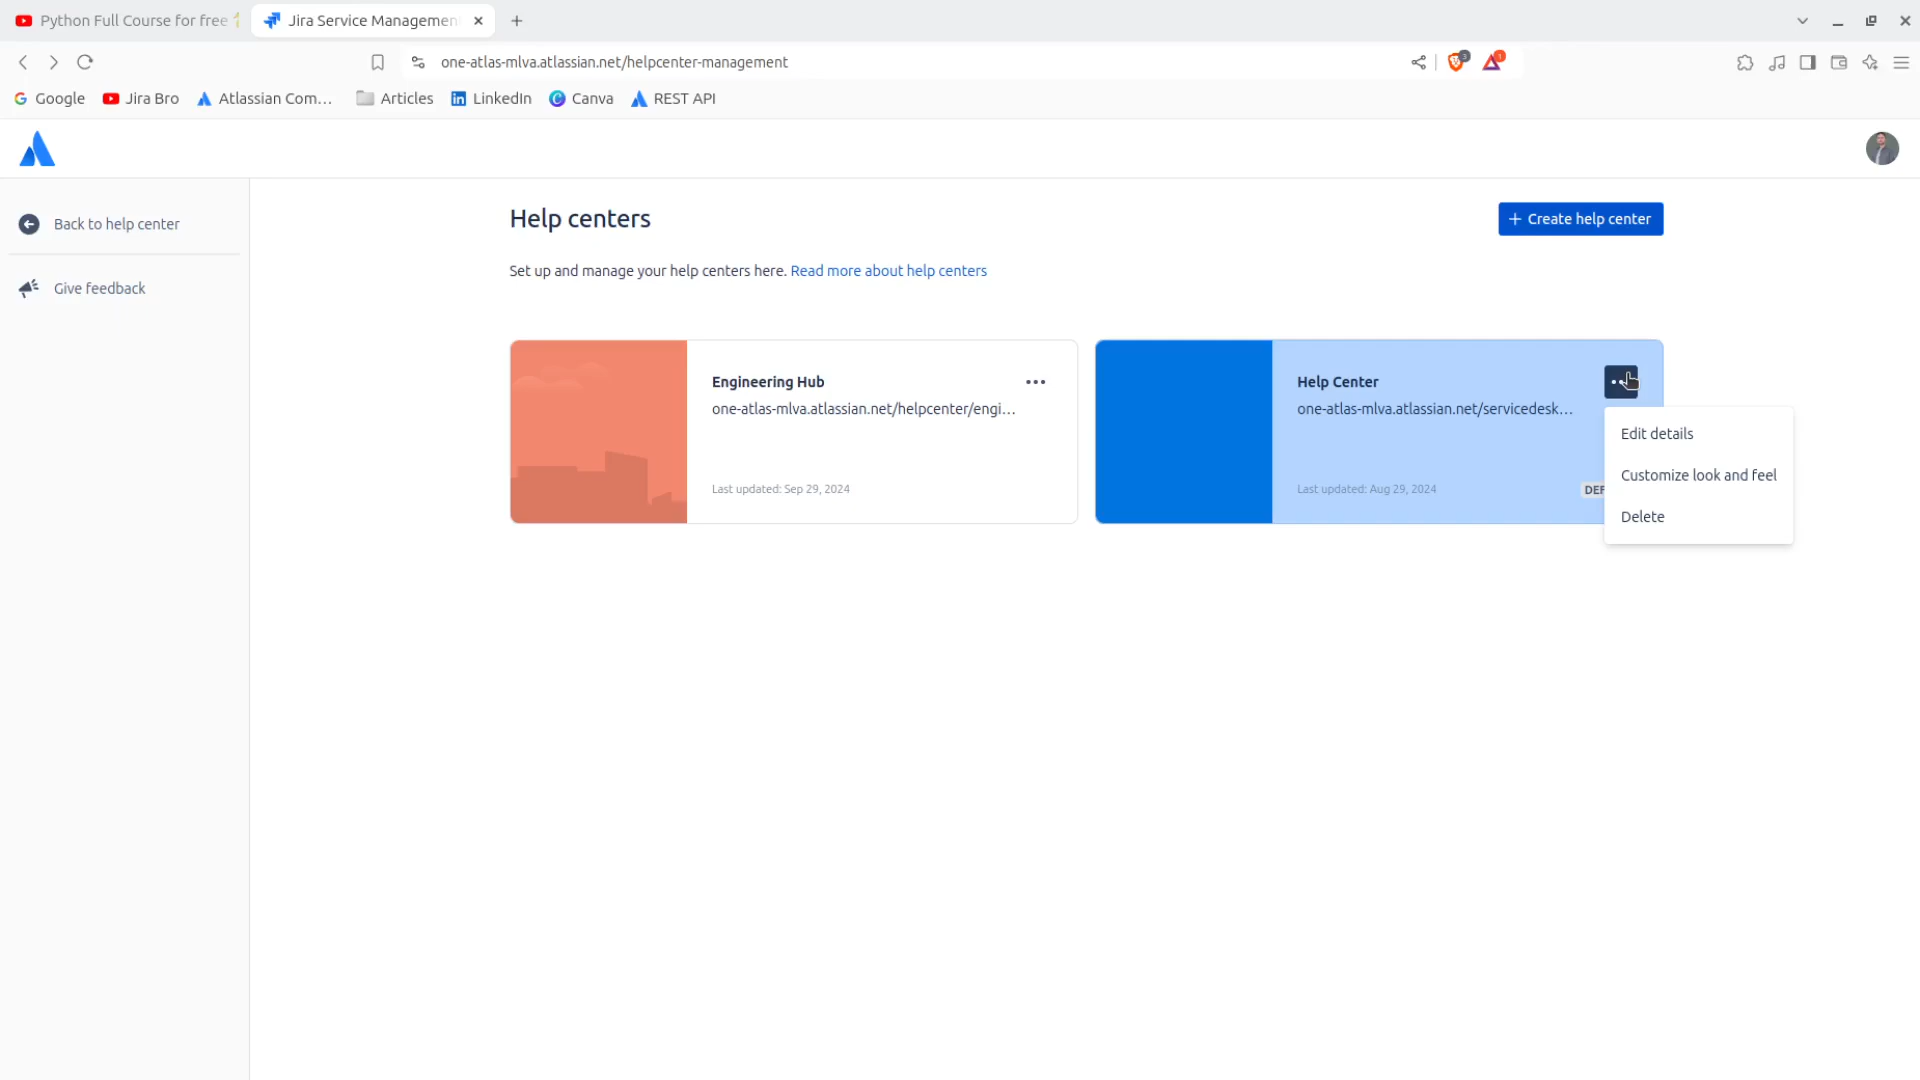 Python Full Course for free
Jira Service Managemen
one-atlas-mlva.atlassian.net/helpcenter-management
3
1
Google
Jira Bro
Atlassian Com...
Articles
LinkedIn
Canva
REST API
Back to help center
Give feedback
Help centers
+ Create help center
Set up and manage your help centers here. Read more about help centers
Engineering Hub
one-atlas-mlva.atlassian.net/helpcenter/engi...
Last updated: Sep 29, 2024
Help Center
one-atlas-mlva.atlassian.net/servicedesk...
Last updated: Aug 29, 2024
DEF
Edit details
Customize look and feel
Delete